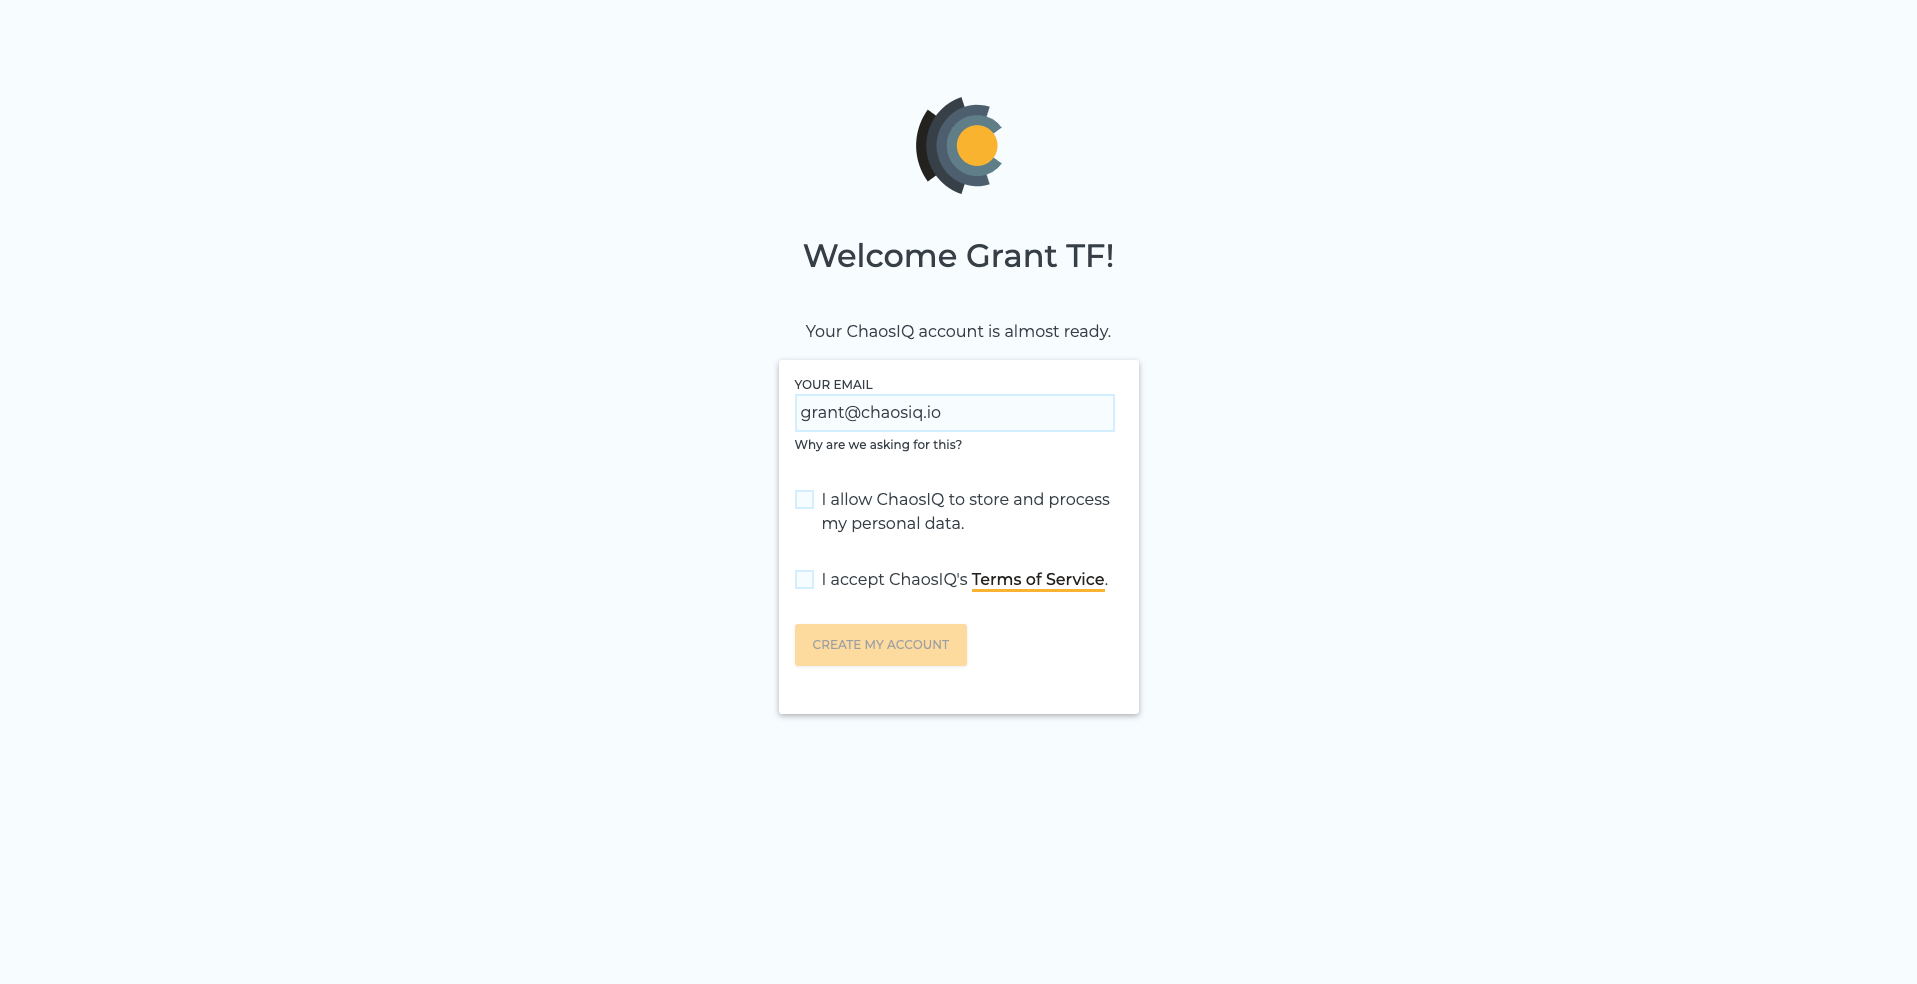 Welcome Grant TF!
Your ChaosIQ account is almost ready.
YOUR EMAIL
grant@chaosiq.io
Why are we asking for this?
I allow ChaosIQ to store and process
my personal data.
I accept ChaosIQ's Terms of Service.
CREATE MY ACCOUNT